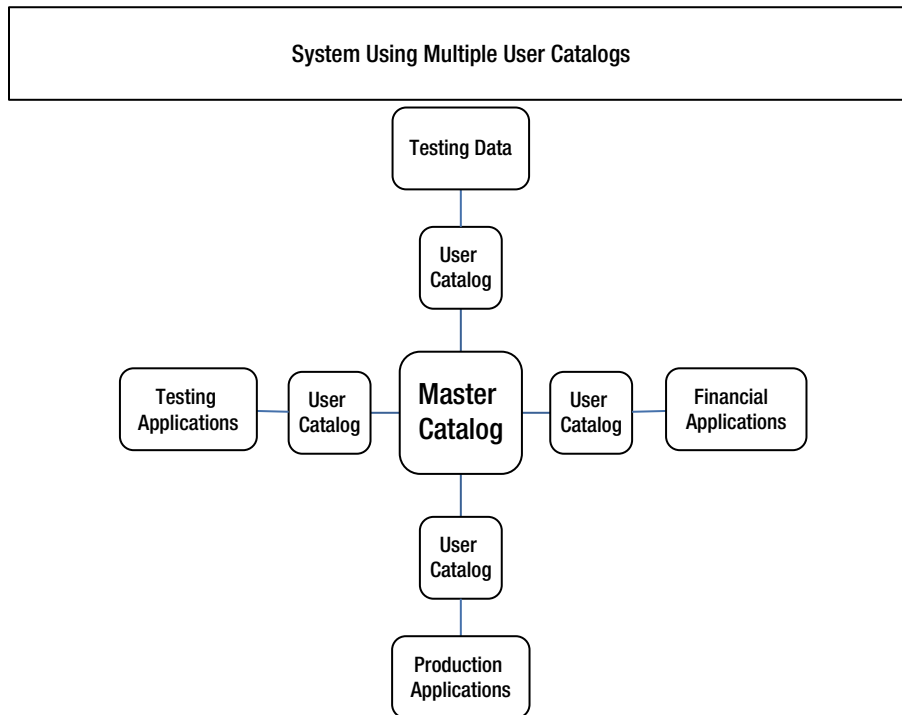 System Using Multiple User Catalogs
Testing Data
User
Catalog
Testing
Applications
User
Catalog
Master
Catalog
User
Catalog
Financial
Applications
User
Catalog
Production
Applications